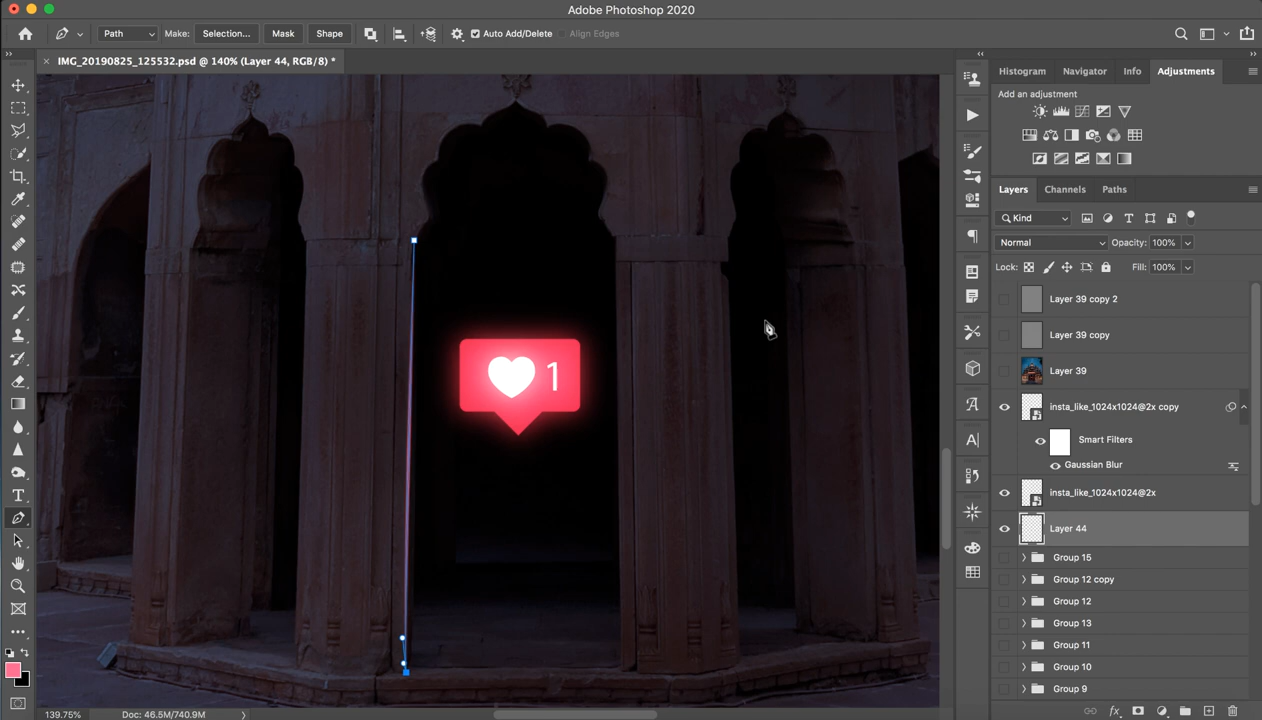 Adobe Photoshop 2020
Path Make: Selection... Mask Shape Auto Add/Delete Align Edges
IMG_20190825_125532.psd @ 140% (Layer 44, RGB/8) *
Histogram Navigator Info Adjustments
Add an adjustment
Layers Channels Paths
Kind
Normal Opacity: 100%
Lock: Fill: 100%
Layer 39 copy 2
Layer 39 copy
Layer 39
insta_like_1024x1024@2x copy
Smart Filters
Gaussian Blur
insta_like_1024x1024@2x
Layer 44
Group 15
Group 12 copy
Group 12
Group 13
Group 11
Group 10
Group 9
1
139.75% Doc: 46.5M/740.9M